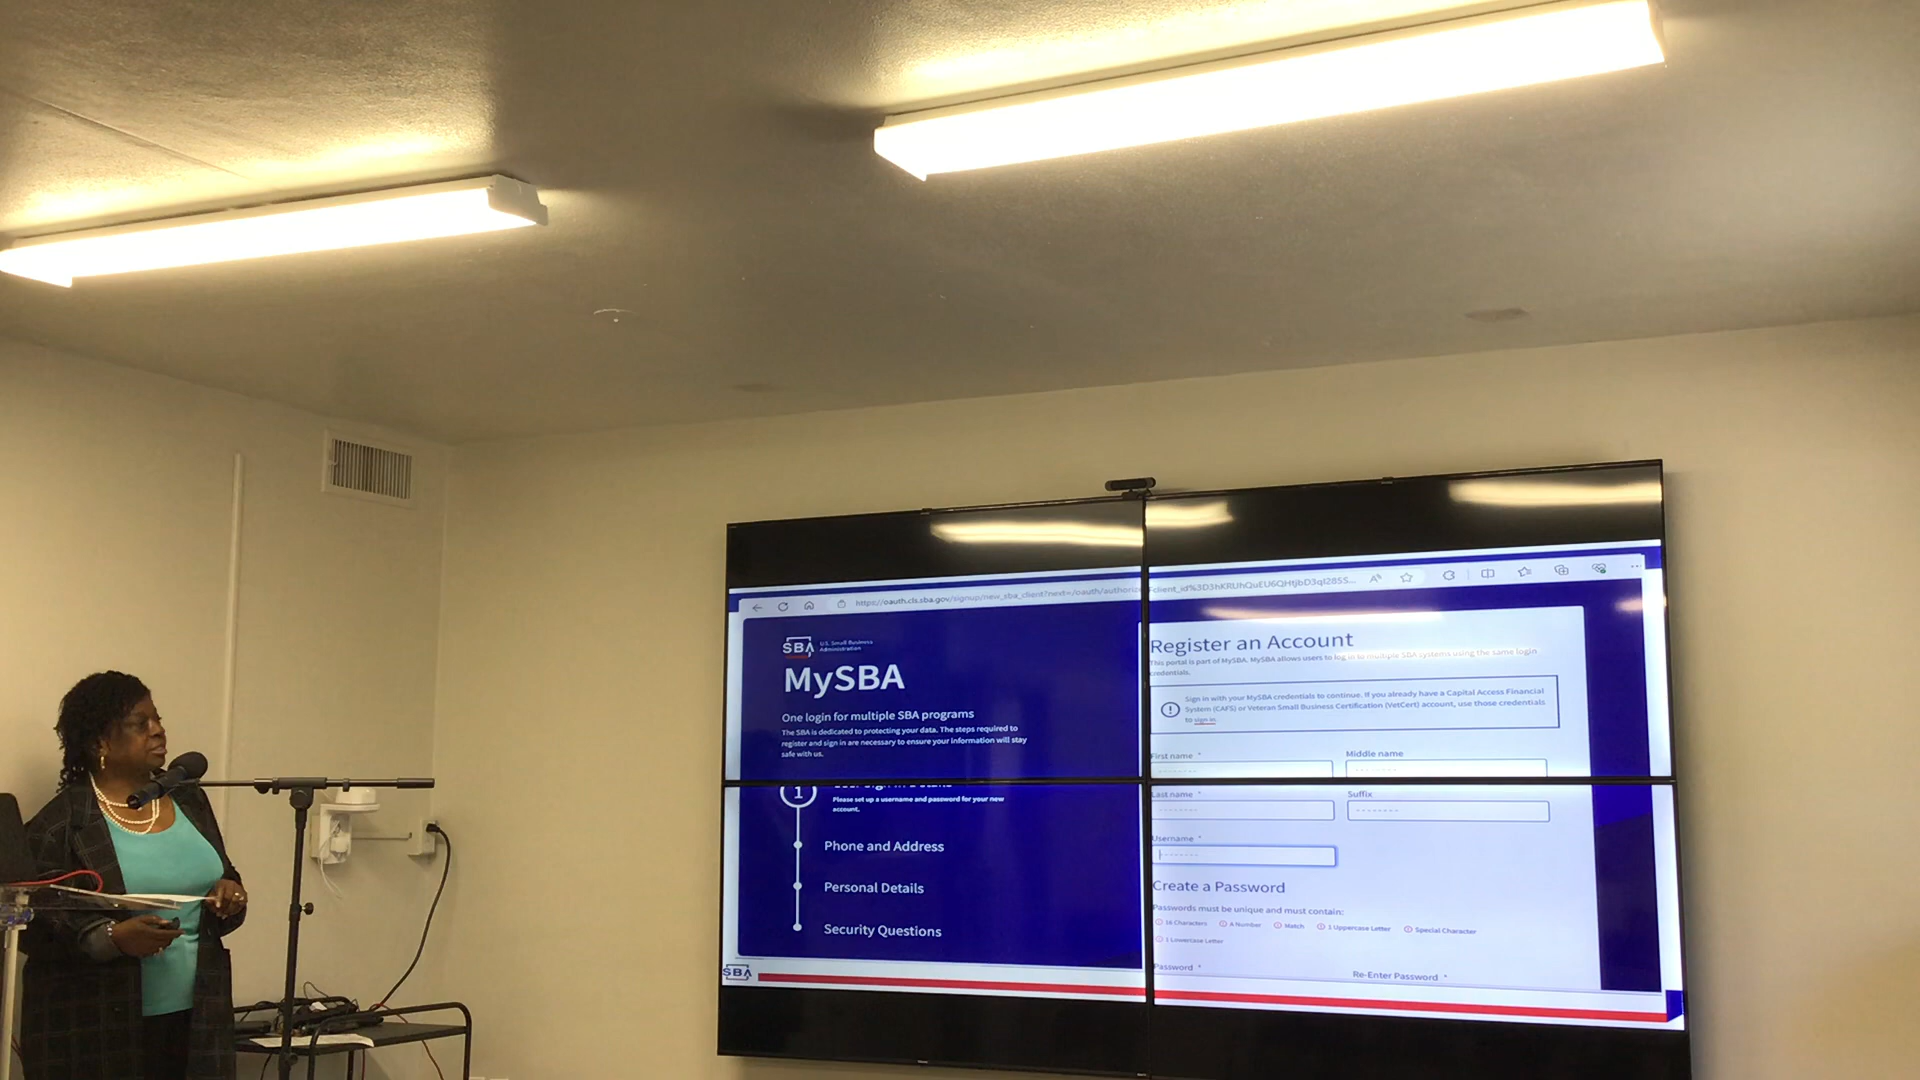 https://oauth.cls.sba.gov/signup/new_sba_client?next=/oauth/authorize
SBA
U.S. Small Business
Administration
MySBA
One login for multiple SBA programs
The SBA is dedicated to protecting your data. The steps required to
register and sign in are necessary to ensure your information will stay
safe with us.
1
Please set up a username and password for your new
account.
Phone and Address
Personal Details
Security Questions
SBA
Register an Account
This portal is part of MySBA. MySBA allows users to log in to multiple SBA systems using the same login
credentials.
Sign in with your MySBA credentials to continue. If you already have a Capital Access Financial
System (CAFS) or Veteran Small Business Certification (VetCert) account, use those credentials
to sign in.
First name *
Middle name
Last name *
Suffix
Username *
Create a Password
Passwords must be unique and must contain:
16 Characters
A Number
Match
1 Uppercase Letter
Special Character
1 Lowercase Letter
Password *
Re-Enter Password *